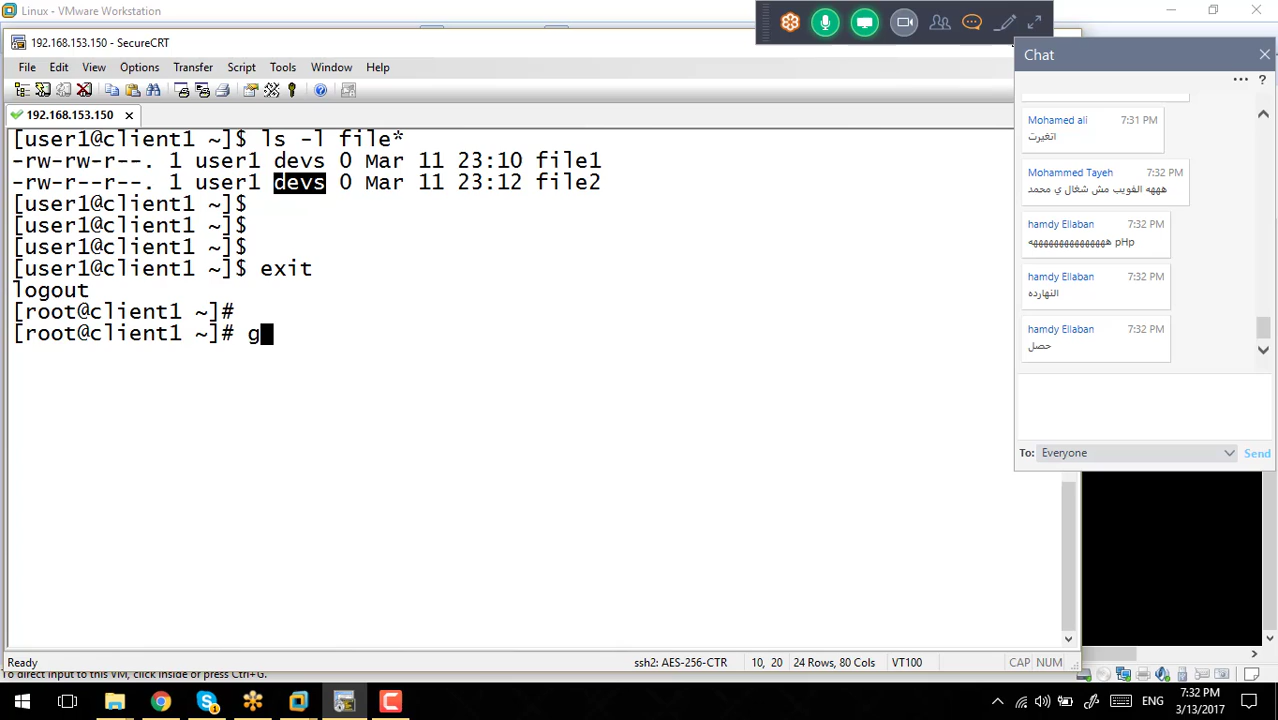 Linux - VMware Workstation
192.168.153.150 - SecureCRT
File Edit View Options Transfer Script Tools Window Help
192.168.153.150
[user1@client1 ~]$ ls -l file*
-rw-rw-r--. 1 user1 devs 0 Mar 11 23:10 file1
-rw-r--r--. 1 user1 devs 0 Mar 11 23:12 file2
[user1@client1 ~]$
[user1@client1 ~]$
[user1@client1 ~]$
[user1@client1 ~]$ exit
logout
[root@client1 ~]#
[root@client1 ~]# g
Ready ssh2: AES-256-CTR 10, 20 24 Rows, 80 Cols VT100 CAP NUM
To direct input to this VM, click inside or press Ctrl+G.
Chat
Mohamed ali 7:31 PM
اتغيرت
Mohammed Tayeh 7:32 PM
هههه الفويب مش شغال ي محمد
hamdy Ellaban 7:32 PM
pHp هههههههههههههههه
hamdy Ellaban 7:32 PM
النهارده
hamdy Ellaban 7:32 PM
حصل
To: Everyone Send
ENG
7:32 PM
3/13/2017